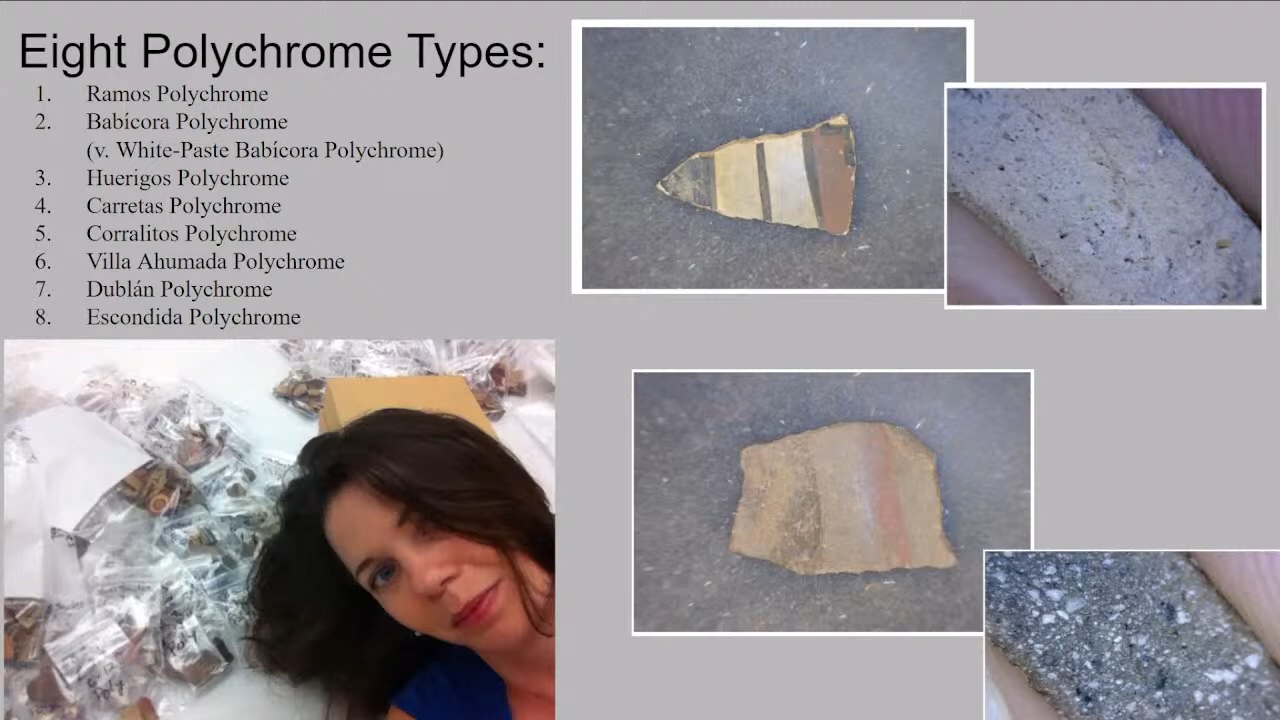 Eight Polychrome Types:
1. Ramos Polychrome
2. Babícora Polychrome
(v. White-Paste Babícora Polychrome)
3. Huerigos Polychrome
4. Carretas Polychrome
5. Corralitos Polychrome
6. Villa Ahumada Polychrome
7. Dublán Polychrome
8. Escondida Polychrome